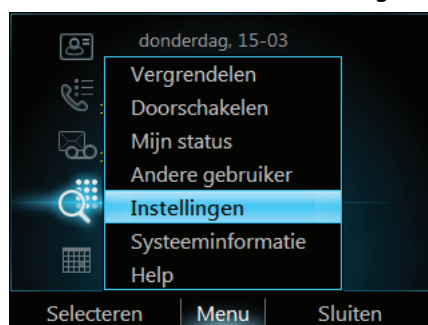 donderdag, 15-03
Vergrendelen
Doorschakelen
Mijn status
Andere gebruiker
Instellingen
Systeeminformatie
Help
Selecteren Menu Sluiten